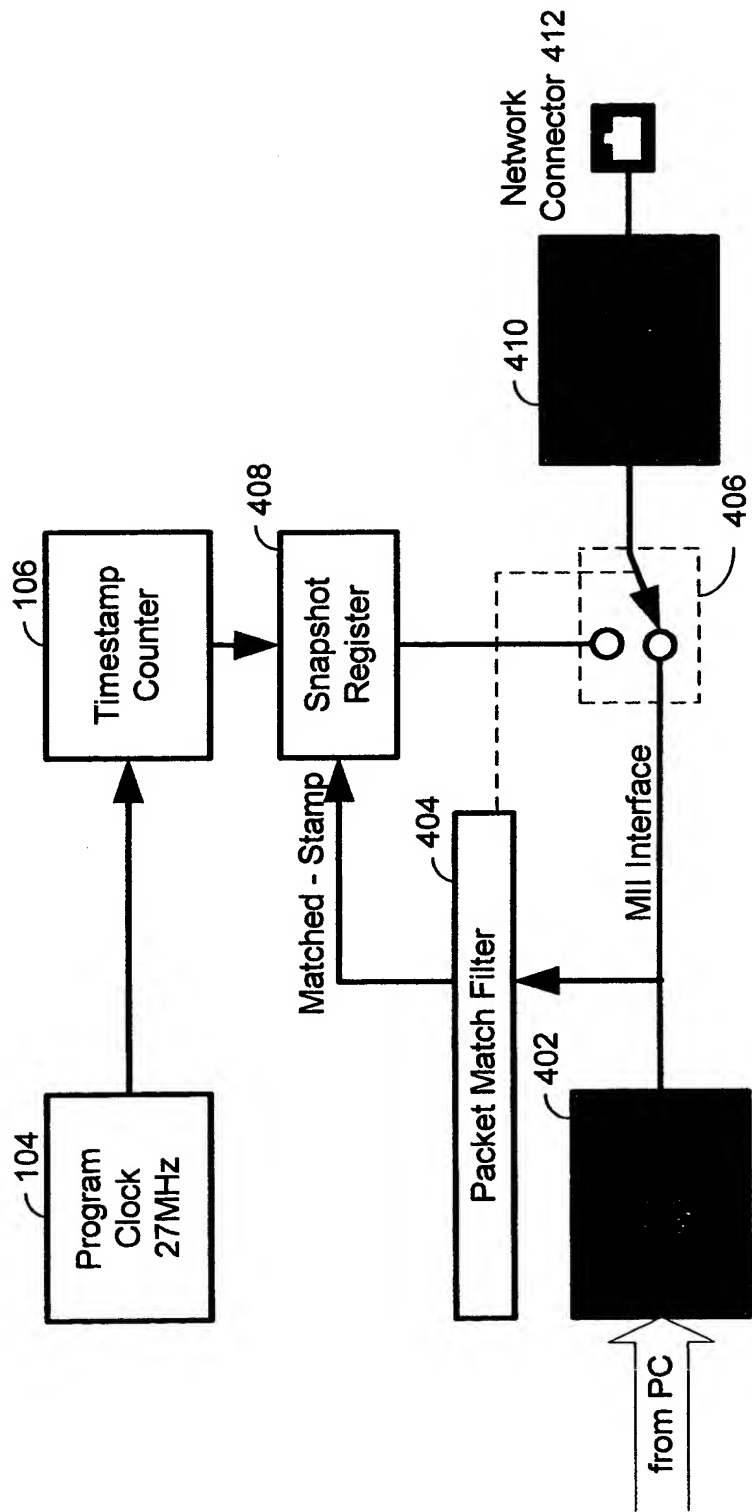 104
Program
Clock
27MHz
106
Timestamp
Counter
408
Snapshot
Register
Matched - Stamp
404
Packet Match Filter
402
from PC
MII Interface
406
410
Network
Connector 412